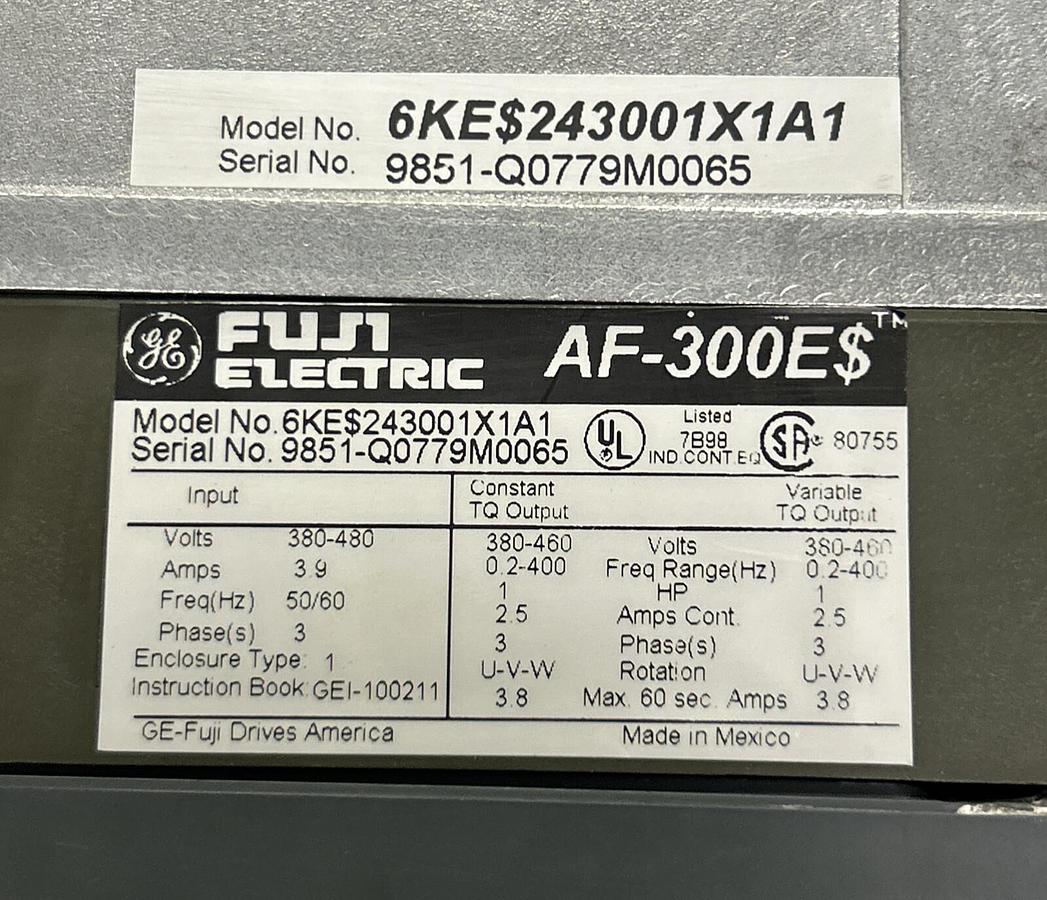 Model No. 6KE$243001X1A1
Serial No. 9851-Q0779M0065
GE FUJI ELECTRIC AF-300E$™
Model No. 6KE$243001X1A1
Serial No. 9851-Q0779M0065
UL Listed 7B98 IND.CONT.EQ
SA 80755
Input Constant TQ Output Variable TQ Output
Volts 380-480 380-460 Volts 380-460
Amps 3.9 0.2-400 Freq Range(Hz) 0.2-400
Freq(Hz) 50/60 1 HP 1
2.5 Amps Cont. 2.5
Phase(s) 3 3 Phase(s) 3
Enclosure Type: 1 U-V-W Rotation U-V-W
Instruction Book: GEI-100211 3.8 Max. 60 sec. Amps 3.8
GE-Fuji Drives America Made in Mexico